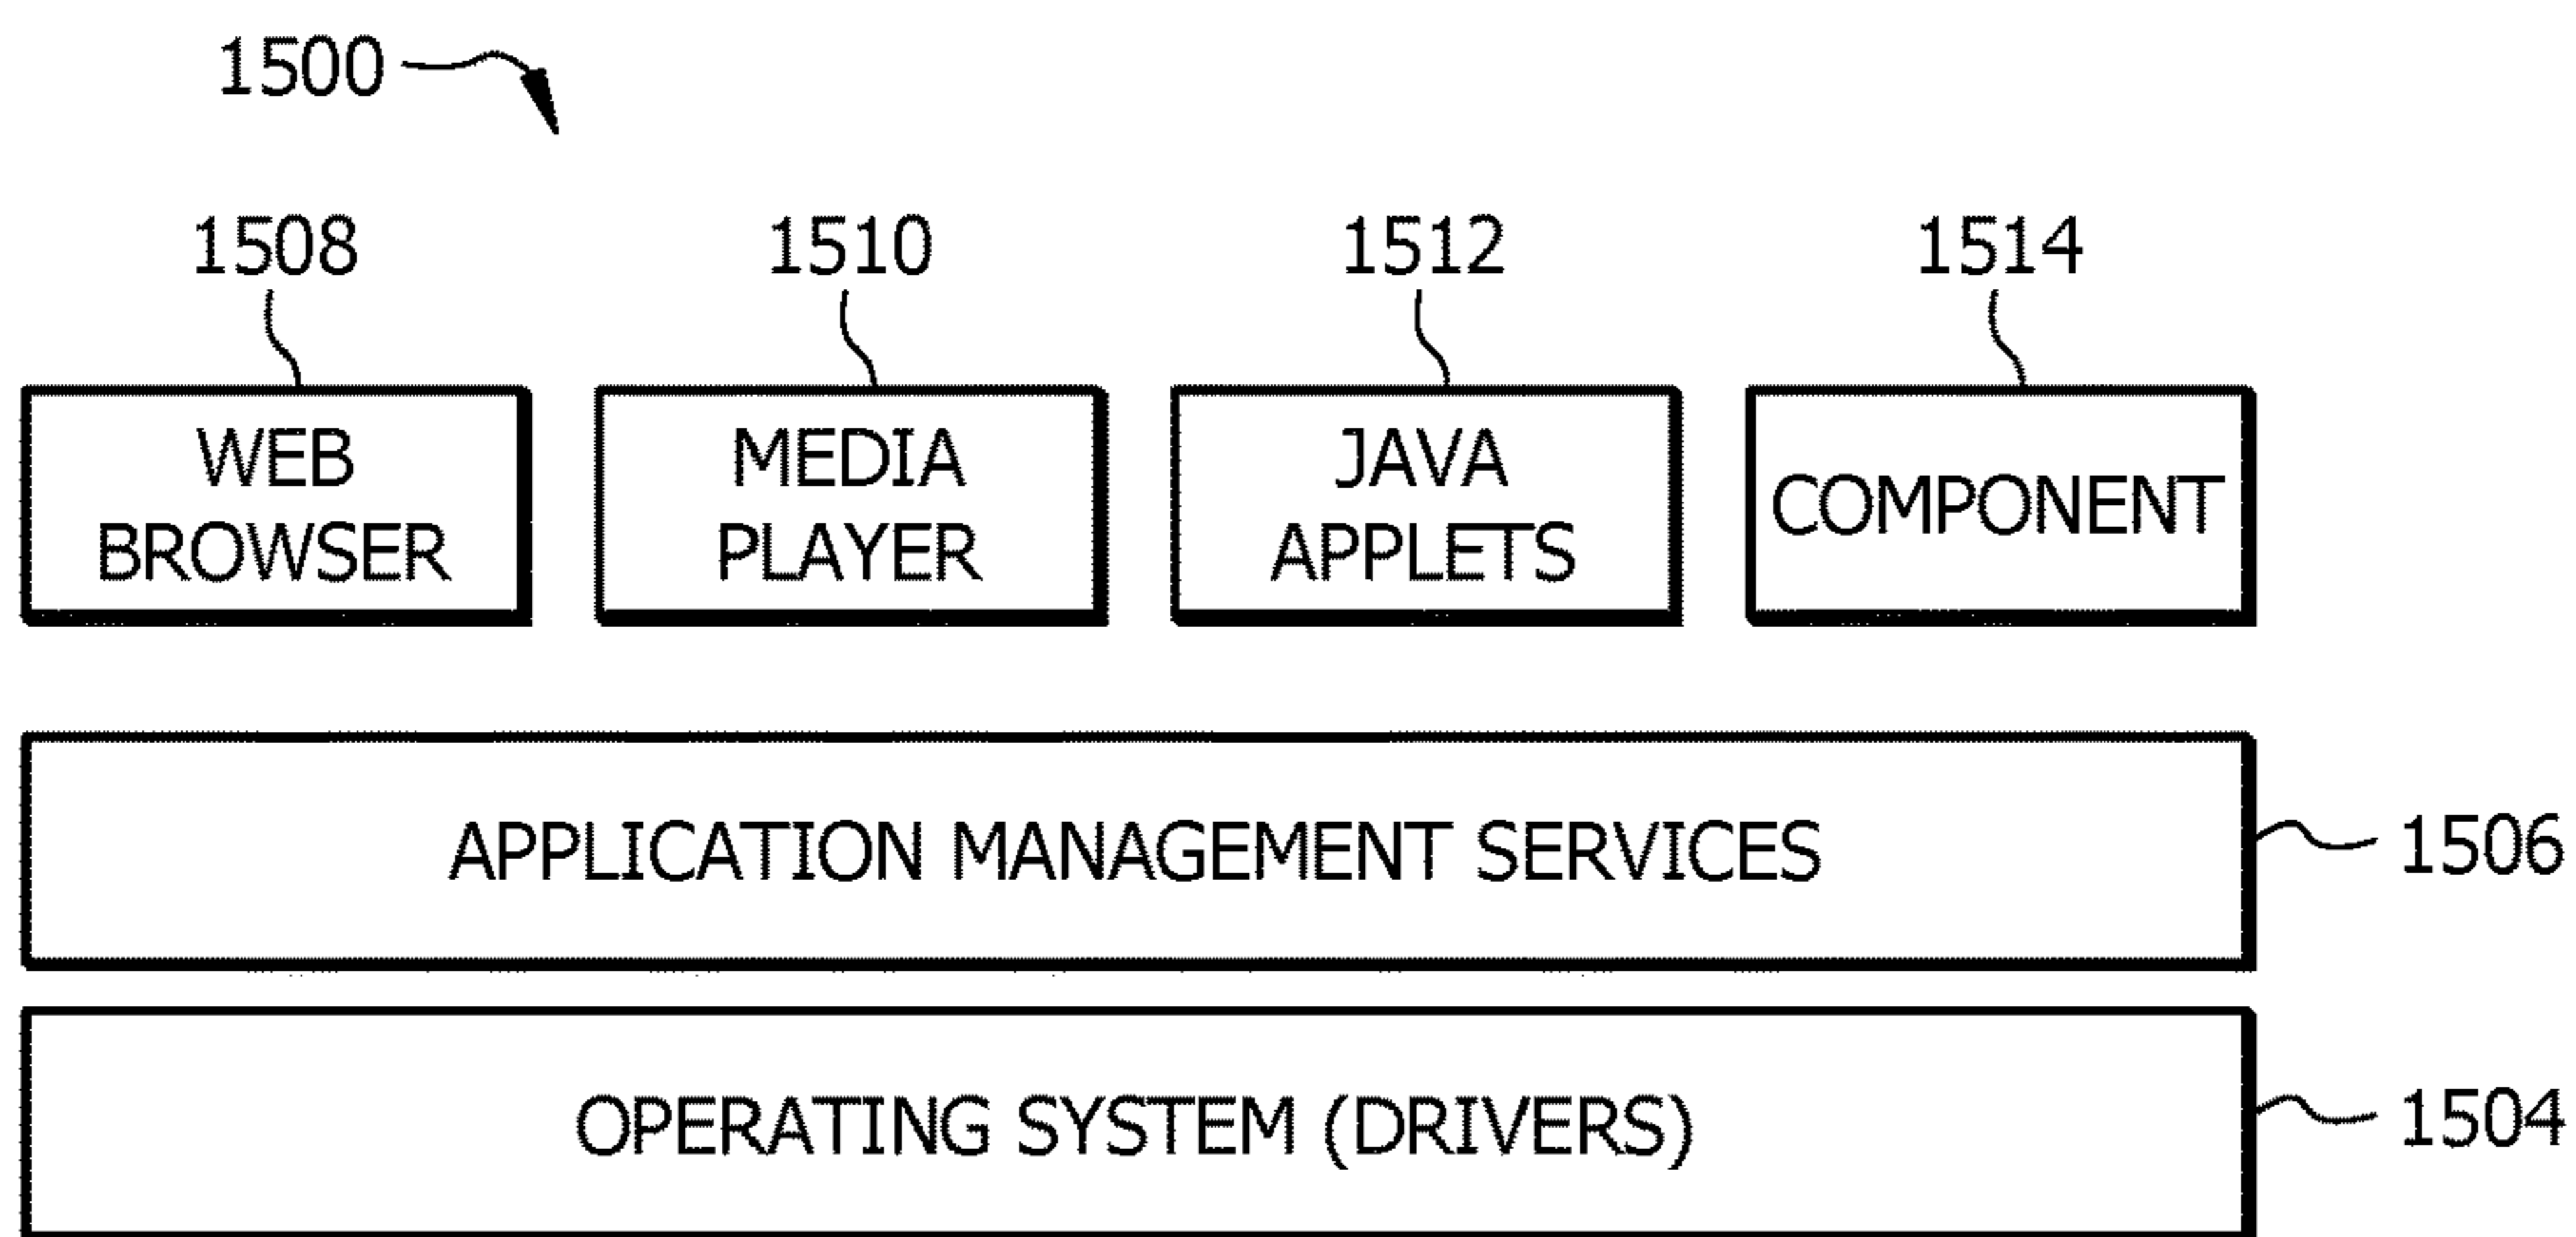 1500
1508
1510
1512
1514
WEB
BROWSER
MEDIA
PLAYER
JAVA
APPLETS
COMPONENT
APPLICATION MANAGEMENT SERVICES
1506
OPERATING SYSTEM (DRIVERS)
1504